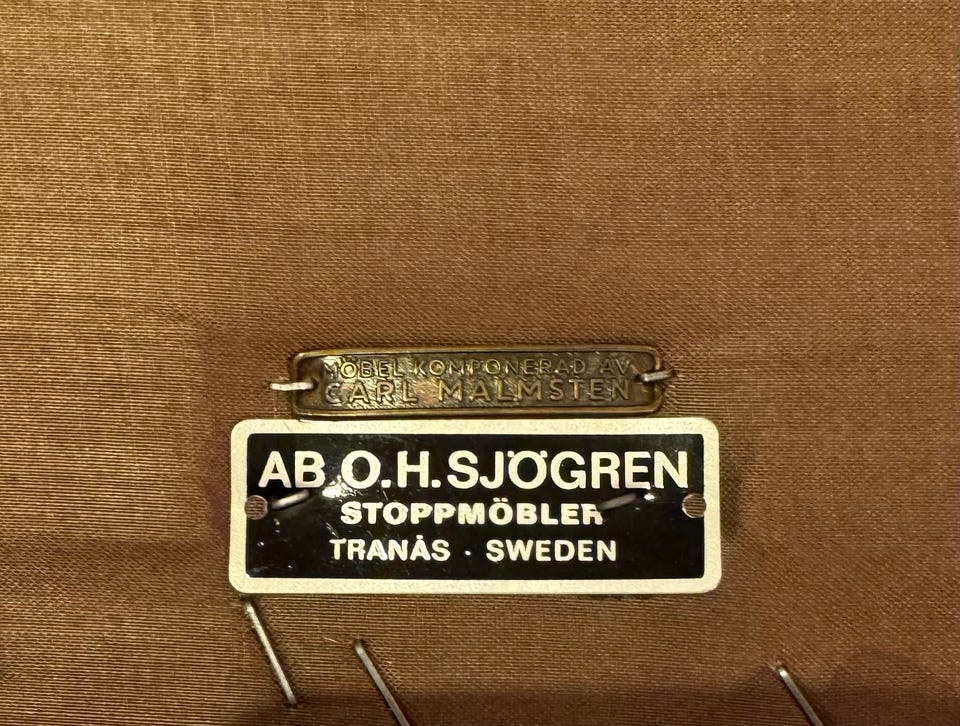 MÖBEL KOMPONERAD AV
CARL MALMSTEN
AB O.H. SJÖGREN
STOPPMÖBLER
TRANÅS · SWEDEN